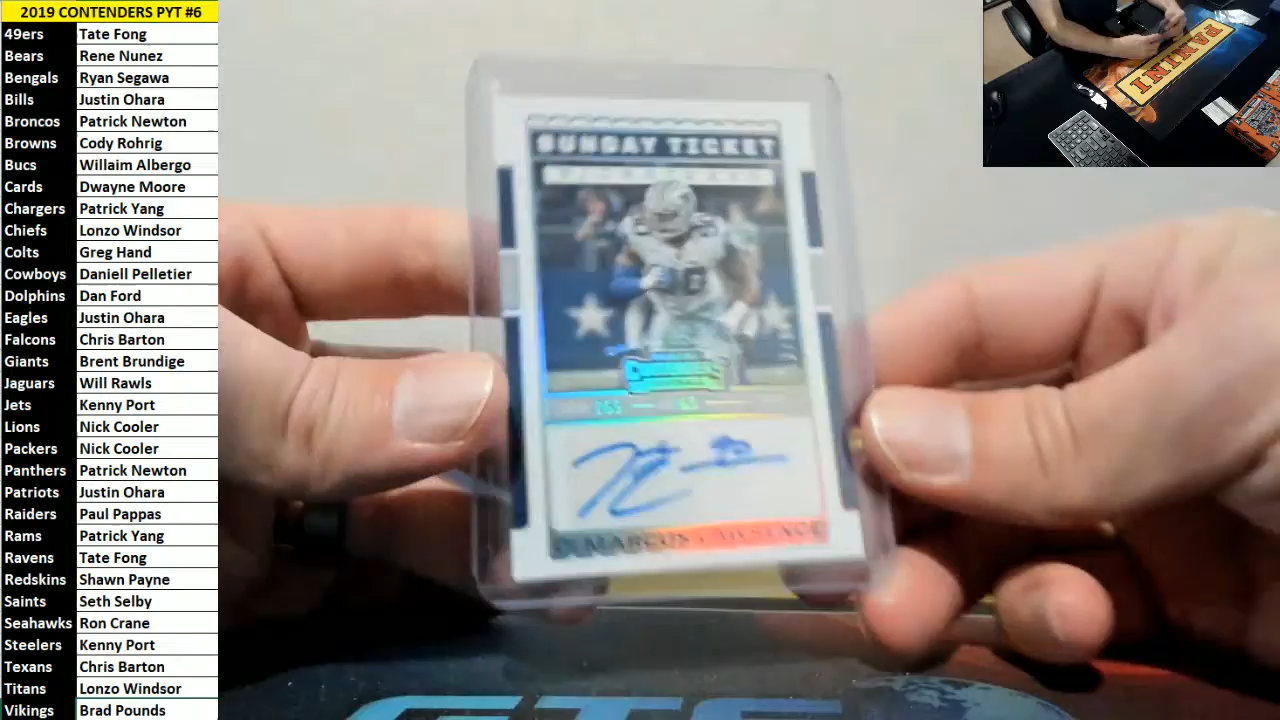 2019 CONTENDERS PYT #6
49ers Tate Fong
Bears Rene Nunez
Bengals Ryan Segawa
Bills Justin Ohara
Broncos Patrick Newton
Browns Cody Rohrig
Bucs Willaim Albergo
Cards Dwayne Moore
Chargers Patrick Yang
Chiefs Lonzo Windsor
Colts Greg Hand
Cowboys Daniell Pelletier
Dolphins Dan Ford
Eagles Justin Ohara
Falcons Chris Barton
Giants Brent Brundige
Jaguars Will Rawls
Jets Kenny Port
Lions Nick Cooler
Packers Nick Cooler
Panthers Patrick Newton
Patriots Justin Ohara
Raiders Paul Pappas
Rams Patrick Yang
Ravens Tate Fong
Redskins Shawn Payne
Saints Seth Selby
Seahawks Ron Crane
Steelers Kenny Port
Texans Chris Barton
Titans Lonzo Windsor
Vikings Brad Pounds
SUNDAY TICKET
DEMARCUS LAWRENCE
PANINI